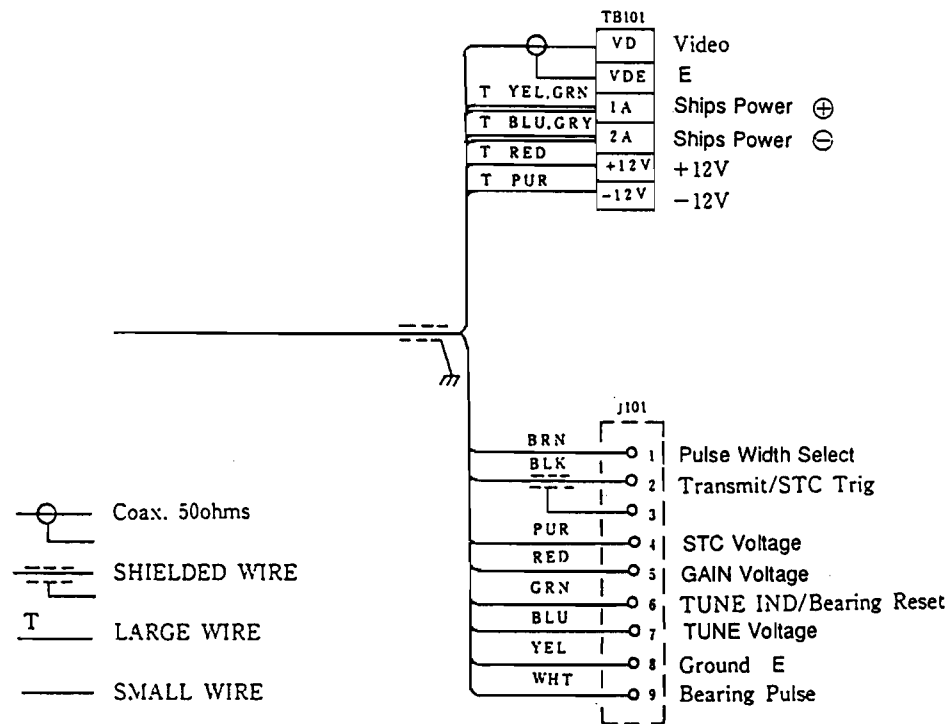 TB101
VD Video
VDE E
T YEL,GRN 1A Ships Power ⊕
T BLU,GRY 2A Ships Power ⊖
T RED +12V +12V
T PUR -12V -12V
J101
BRN 1 Pulse Width Select
BLK 2 Transmit/STC Trig
3
PUR 4 STC Voltage
RED 5 GAIN Voltage
GRN 6 TUNE IND/Bearing Reset
BLU 7 TUNE Voltage
YEL 8 Ground E
WHT 9 Bearing Pulse
Coax. 50ohms
SHIELDED WIRE
T LARGE WIRE
SMALL WIRE